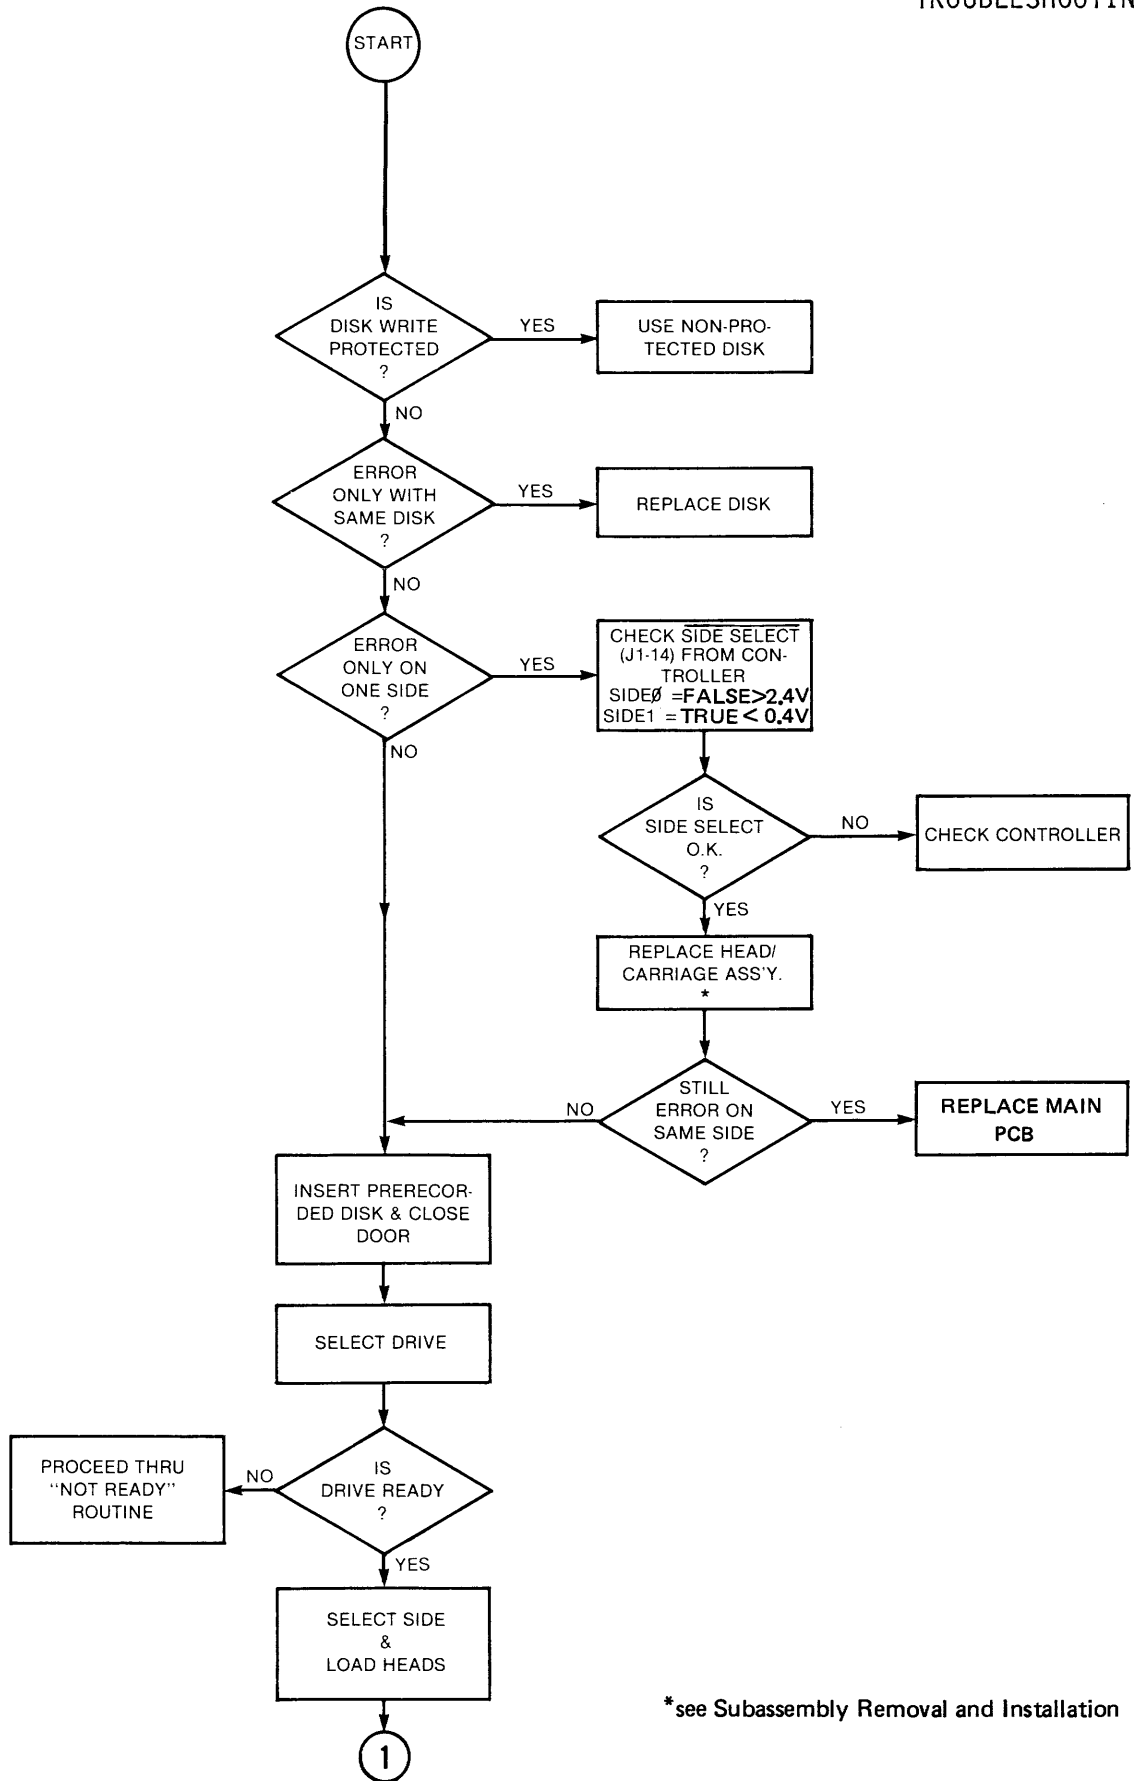 TROUBLESHOOTIN
START
IS
DISK WRITE
PROTECTED
?
YES
USE NON-PRO-
TECTED DISK
NO
ERROR
ONLY WITH
SAME DISK
?
YES
REPLACE DISK
NO
ERROR
ONLY ON
ONE SIDE
?
YES
CHECK SIDE SELECT
(J1-14) FROM CON-
TROLLER
SIDEØ =FALSE>2.4V
SIDE1 =TRUE< 0.4V
NO
IS
SIDE SELECT
O.K.
?
NO
CHECK CONTROLLER
YES
REPLACE HEAD/
CARRIAGE ASS'Y.
*
STILL
ERROR ON
SAME SIDE
?
NO
YES
REPLACE MAIN
PCB
INSERT PRERECOR-
DED DISK & CLOSE
DOOR
SELECT DRIVE
IS
DRIVE READY
?
NO
PROCEED THRU
"NOT READY"
ROUTINE
YES
SELECT SIDE
&
LOAD HEADS
*see Subassembly Removal and Installation
1